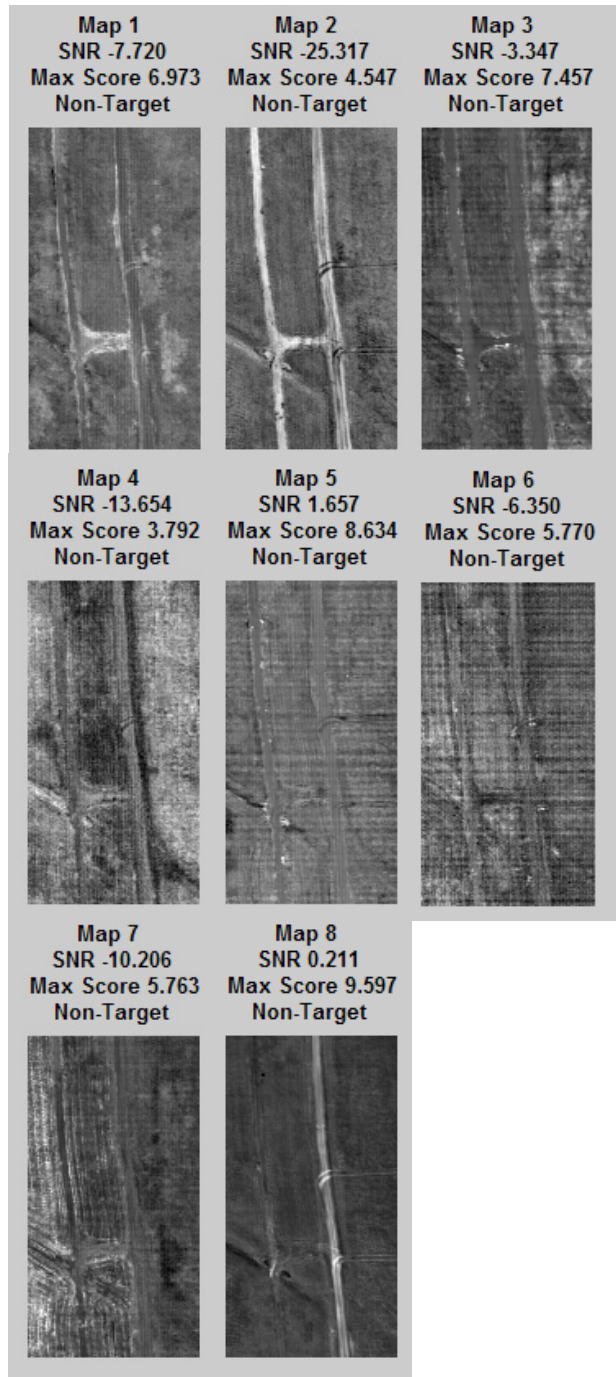 Map 1
SNR -7.720
Max Score 6.973
Non-Target
Map 2
SNR -25.317
Max Score 4.547
Non-Target
Map 3
SNR -3.347
Max Score 7.457
Non-Target
Map 4
SNR -13.654
Max Score 3.792
Non-Target
Map 5
SNR 1.657
Max Score 8.634
Non-Target
Map 6
SNR -6.350
Max Score 5.770
Non-Target
Map 7
SNR -10.206
Max Score 5.763
Non-Target
Map 8
SNR 0.211
Max Score 9.597
Non-Target